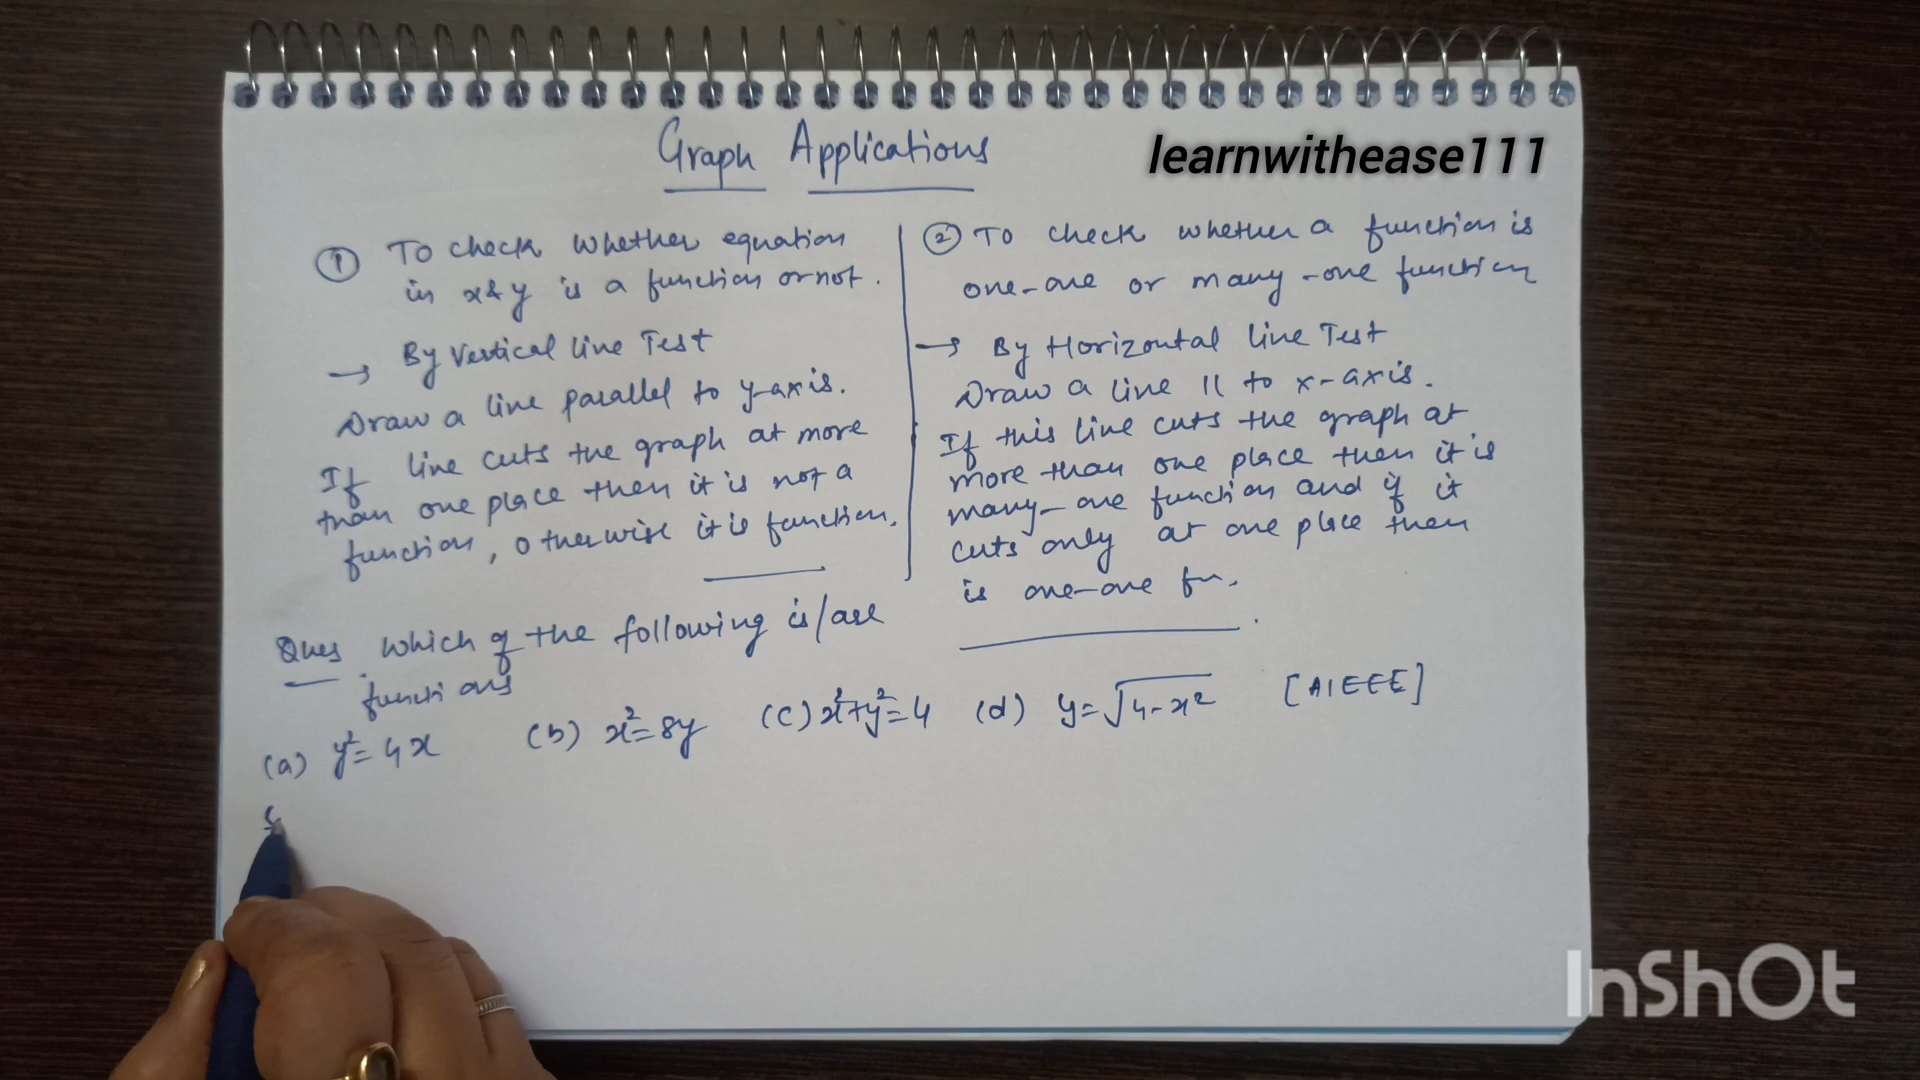 Graph Applications
learnwithease111
① To check whether equation
in x & y is a function or not.
→ By Vertical line Test
Draw a line parallel to y-axis.
If line cuts the graph at more
than one place then it is not a
function, otherwise it is function.
② To check whether a function is
one-one or many-one function
→ By Horizontal line Test
Draw a line || to x-axis.
If this line cuts the graph at
more than one place then it is
many-one function and if it
cuts only at one place then
is one-one fn.
Ques. which of the following is/are
functions
(a) y²=4x (b) x²=8y (c) x²+y²=4 (d) y=√4-x² [AIEEE]
InShOt